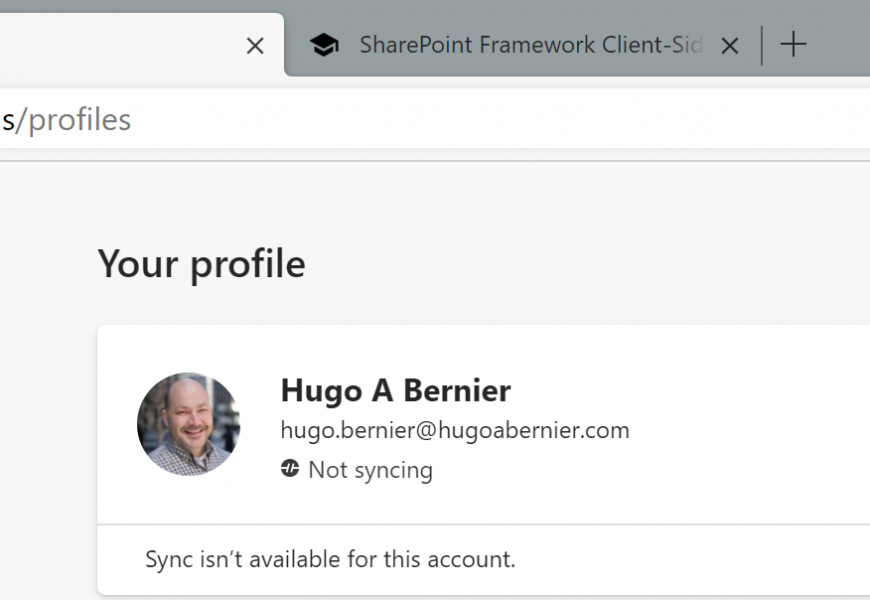 SharePoint Framework Client-Sid
s/profiles
Your profile
Hugo A Bernier
hugo.bernier@hugoabernier.com
Not syncing
Sync isn’t available for this account.